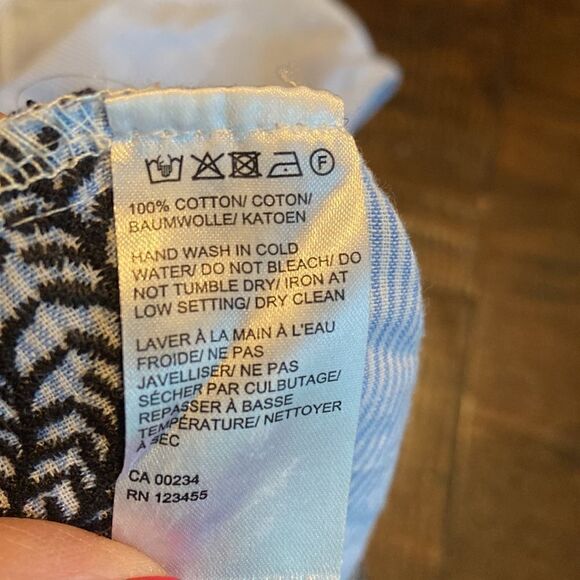 F
100% COTTON/ COTON/
BAUMWOLLE/ KATOEN
HAND WASH IN COLD
WATER/ DO NOT BLEACH/ DO
NOT TUMBLE DRY/ IRON AT
LOW SETTING/ DRY CLEAN
LAVER À LA MAIN À L'EAU
FROIDE/ NE PAS
JAVELLISER/ NE PAS
SÉCHER PAR CULBUTAGE/
REPASSER À BASSE
TEMPÉRATURE/ NETTOYER
À SEC
CA 00234
RN 123455